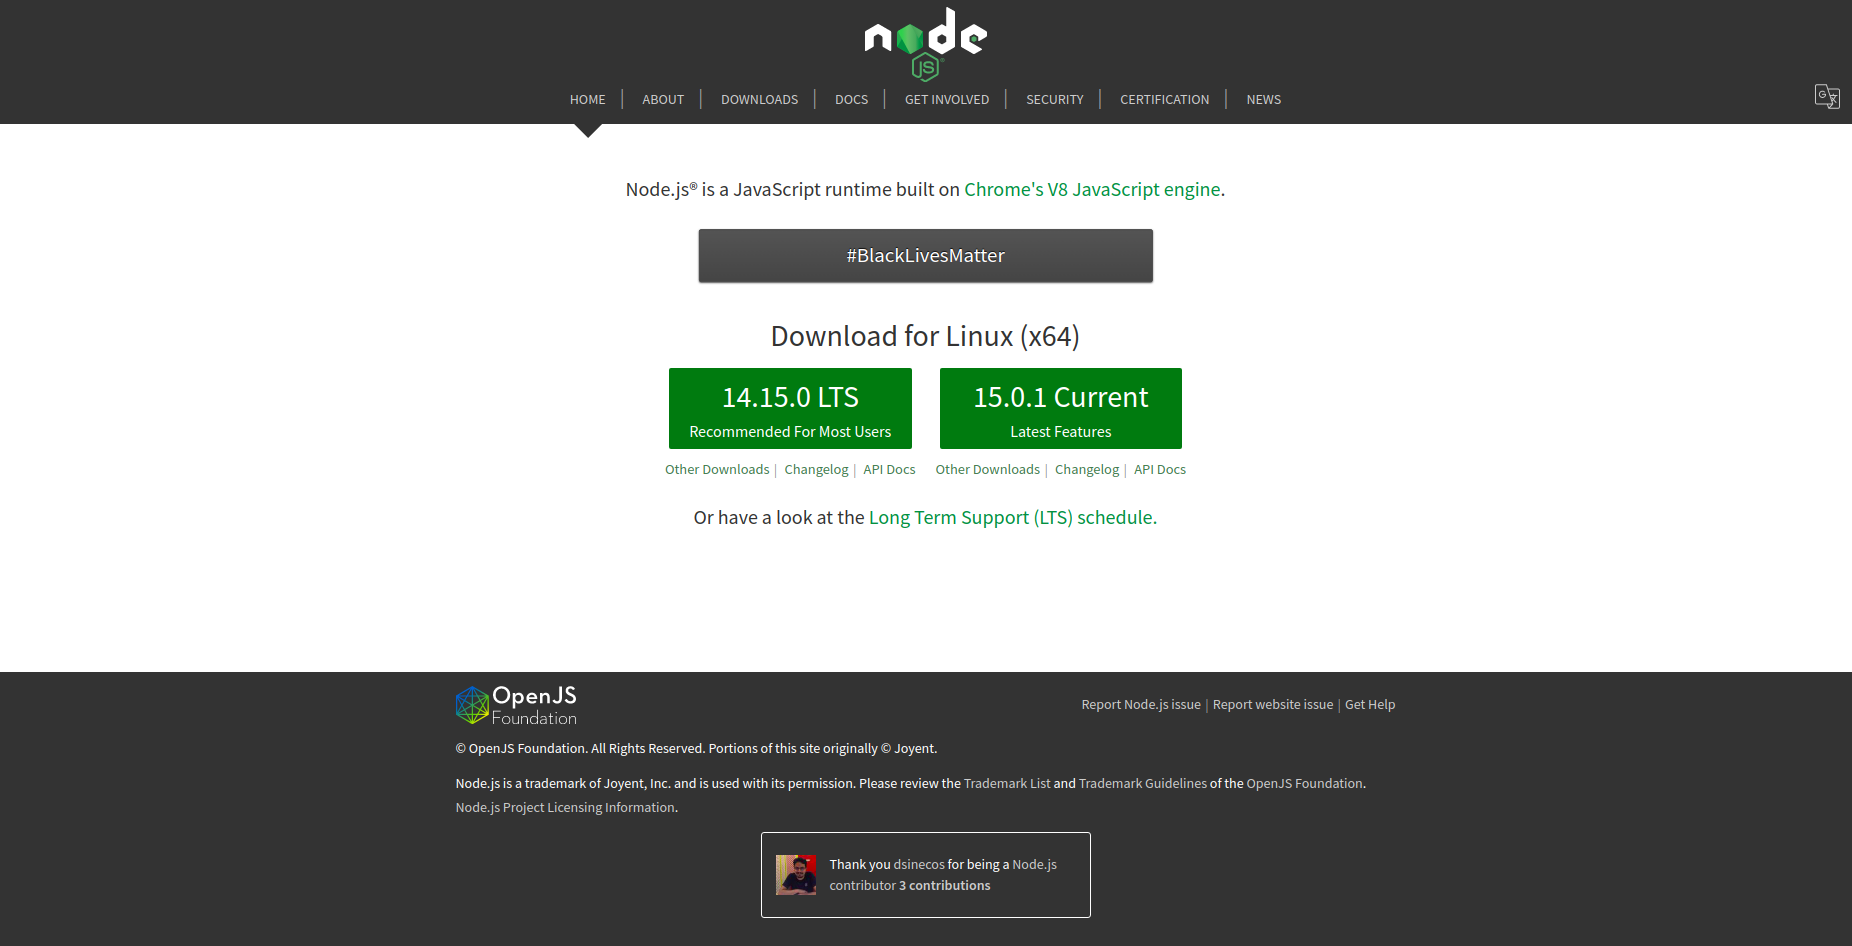 node
JS
HOME | ABOUT | DOWNLOADS | DOCS | GET INVOLVED | SECURITY | CERTIFICATION | NEWS
Node.js® is a JavaScript runtime built on Chrome's V8 JavaScript engine.
#BlackLivesMatter
Download for Linux (x64)
14.15.0 LTS
Recommended For Most Users
15.0.1 Current
Latest Features
Other Downloads | Changelog | API Docs
Other Downloads | Changelog | API Docs
Or have a look at the Long Term Support (LTS) schedule.
OpenJS
Foundation
Report Node.js issue | Report website issue | Get Help
© OpenJS Foundation. All Rights Reserved. Portions of this site originally © Joyent.
Node.js is a trademark of Joyent, Inc. and is used with its permission. Please review the Trademark List and Trademark Guidelines of the OpenJS Foundation.
Node.js Project Licensing Information.
Thank you dsinecos for being a Node.js
contributor 3 contributions